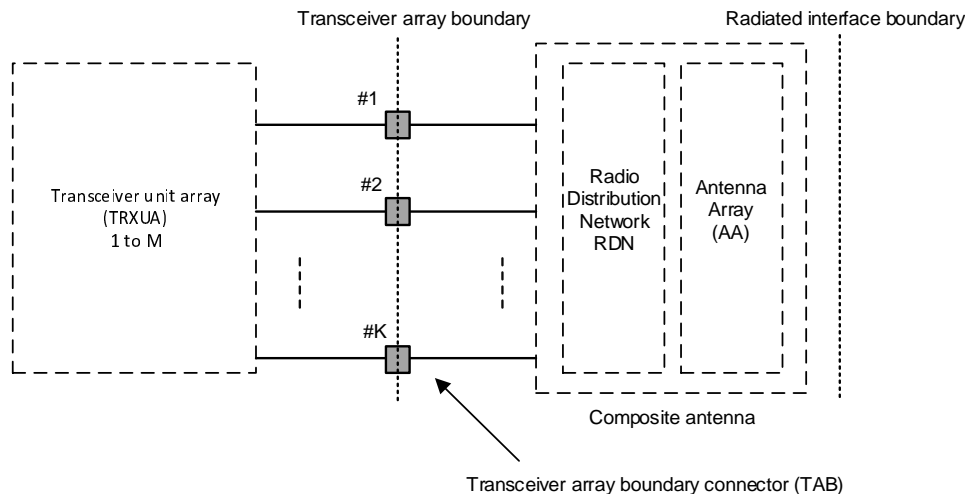 Transceiver array boundary
Radiated interface boundary
#1
#2
#K
Transceiver unit array
(TRXUA)
1 to M
Radio
Distribution
Network
RDN
Antenna
Array
(AA)
Composite antenna
Transceiver array boundary connector (TAB)